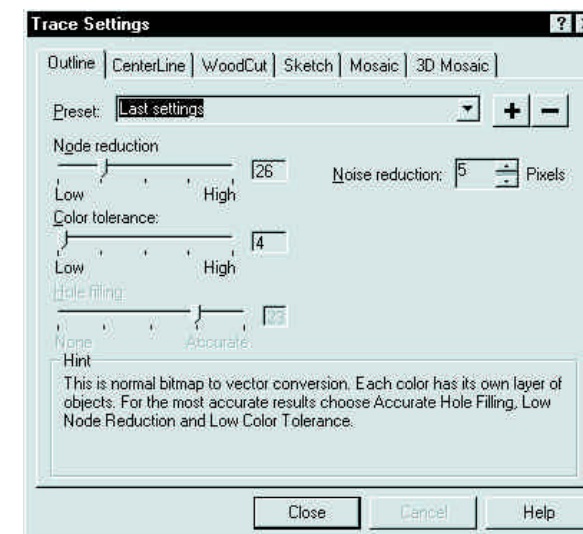 Trace Settings
Outline CenterLine WoodCut Sketch Mosaic 3D Mosaic
Preset: Last settings
Node reduction
26
Noise reduction: 5 Pixels
Low High
Color tolerance:
4
Low High
Hole filling:
23
None Accurate
Hint
This is normal bitmap to vector conversion. Each color has its own layer of
objects. For the most accurate results choose Accurate Hole Filling, Low
Node Reduction and Low Color Tolerance.
Close Cancel Help